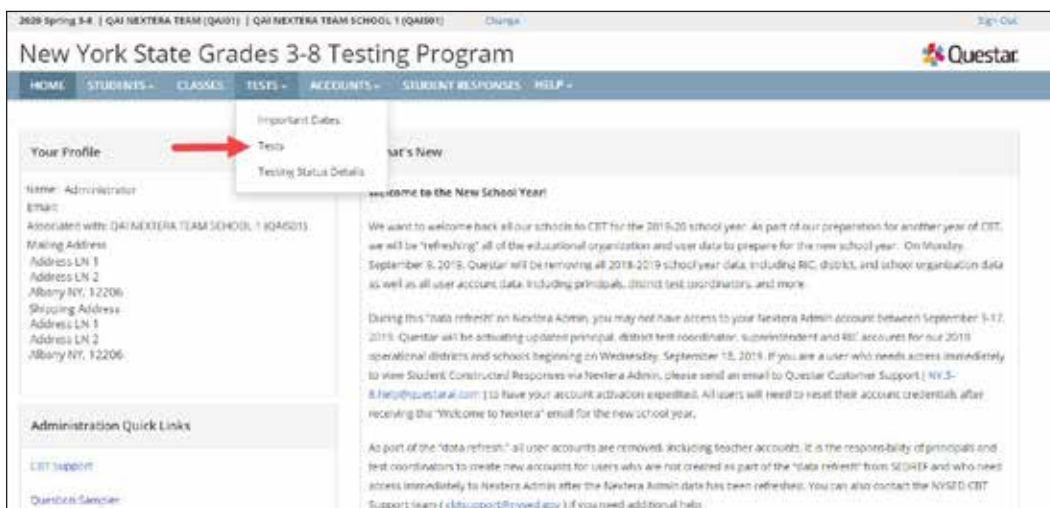 2020 Spring 3-8 | QAI NEXTERA TEAM (QAI01) | QAI NEXTERA TEAM SCHOOL 1 (QAIS01) Change Sign Out
New York State Grades 3-8 Testing Program
Questar
HOME STUDENTS CLASSES TESTS ACCOUNTS STUDENT RESPONSES HELP
Important Dates
Tests
Testing Status Details
Your Profile
Name: Administrator
Email:
Associated with: QAI NEXTERA TEAM SCHOOL 1 (QAIS01)
Mailing Address
Address LN 1
Address LN 2
Albany NY, 12206
Shipping Address
Address LN 1
Address LN 2
Albany NY, 12206
Administration Quick Links
CBT Support
Question Sampler
hat's New
Welcome to the New School Year!
We want to welcome back all our schools to CBT for the 2019-20 school year. As part of our preparation for another year of CBT,
we will be "refreshing" all of the educational organization and user data to prepare for the new school year. On Monday,
September 9, 2019, Questar will be removing all 2018-2019 school year data, including RIC, district, and school organization data
as well as all user account data, including principals, district test coordinators, and more.
During this "data refresh" on Nextera Admin, you may not have access to your Nextera Admin account between September 9-17,
2019. Questar will be activating updated principal, district test coordinator, superintendent and RIC accounts for our 2019
operational districts and schools beginning on Wednesday, September 18, 2019. If you are a user who needs access immediately
to view Student Constructed Responses via Nextera Admin, please send an email to Questar Customer Support ( NY.3-
8.help@questarai.com ) to have your account activation expedited. All users will need to reset their account credentials after
receiving the "Welcome to Nextera" email for the new school year.
As part of the "data refresh," all user accounts are removed, including teacher accounts. It is the responsibility of principals and
test coordinators to create new accounts for users who are not created as part of the "data refresh" from SEDREF and who need
access immediately to Nextera Admin after the Nextera Admin data has been refreshed. You can also contact the NYSED CBT
Support team ( cbtsupport@nysed.gov ) if you need additional help.